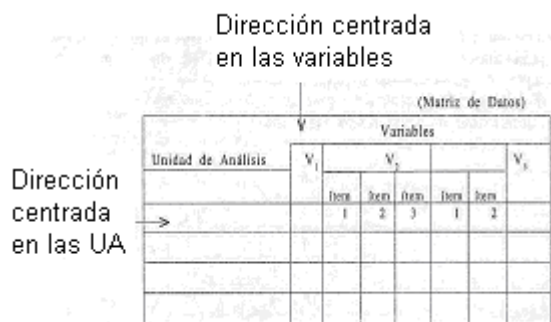 Dirección centrada
en las variables
(Matriz de Datos)
Variables
Unidad de Análisis V1 V2 V3
Item Item Item Item Item
1 2 3 1 2
Dirección
centrada
en las UA